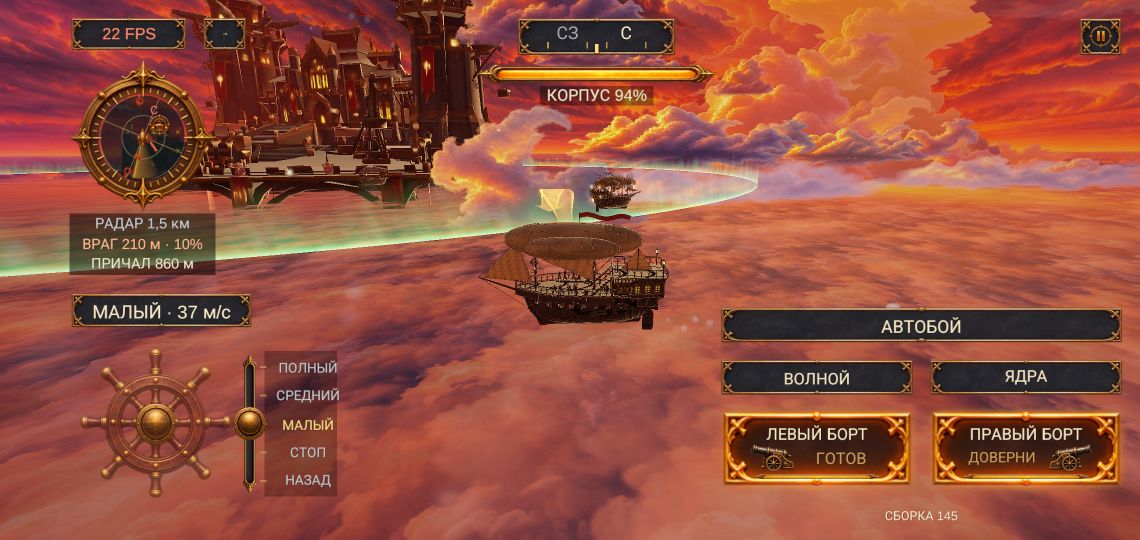 22 FPS
СЗ С
КОРПУС 94%
С
РАДАР 1,5 км
ВРАГ 210 м · 10%
ПРИЧАЛ 860 м
МАЛЫЙ · 37 м/с
ПОЛНЫЙ
СРЕДНИЙ
МАЛЫЙ
СТОП
НАЗАД
АВТОБОЙ
ВОЛНОЙ
ЯДРА
ЛЕВЫЙ БОРТ
ГОТОВ
ПРАВЫЙ БОРТ
ДОВЕРНИ
СБОРКА 145